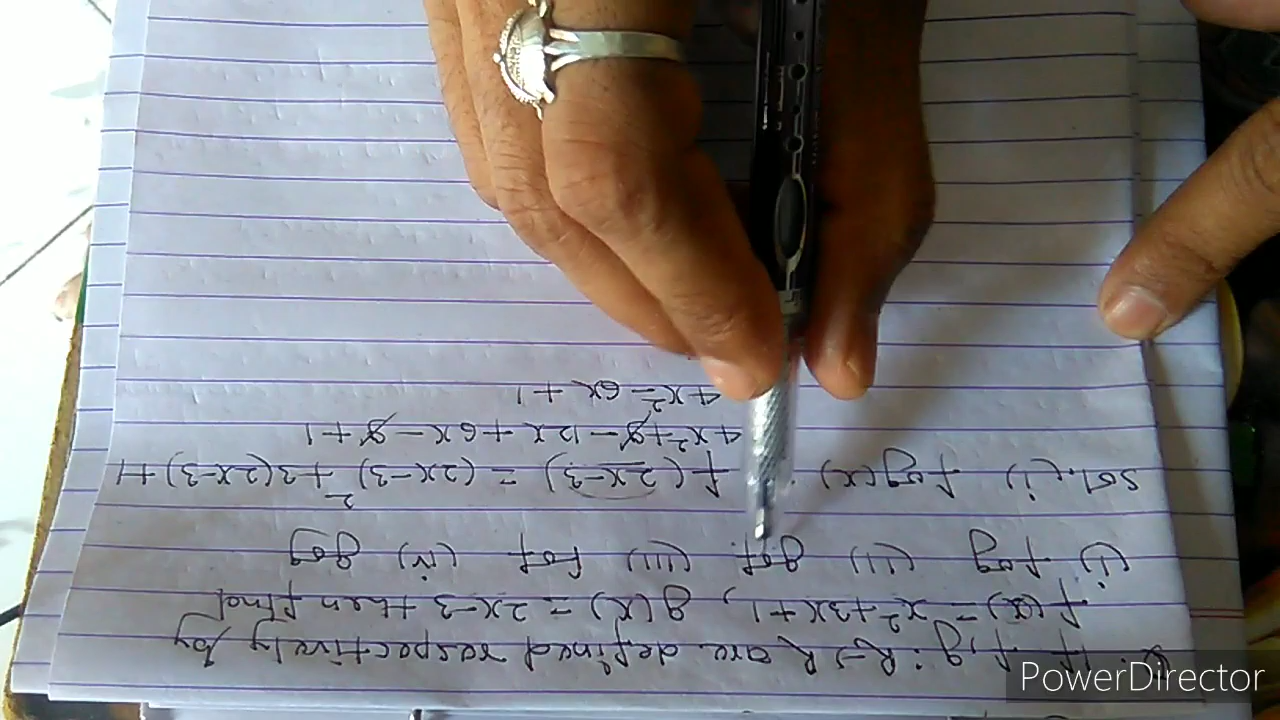 Q. If f,g : R→R are defined respectively by
f(x) = x²+3x+1, g(x) = 2x-3 then find
(i) fog (ii) gof. (iii) fof (iv) gog
Sol. (i) fog(x) f(2x-3) = (2x-3)² + 3(2x-3)+1
4x²+9-12x+6x-9+1
4x²-6x+1
PowerDirector